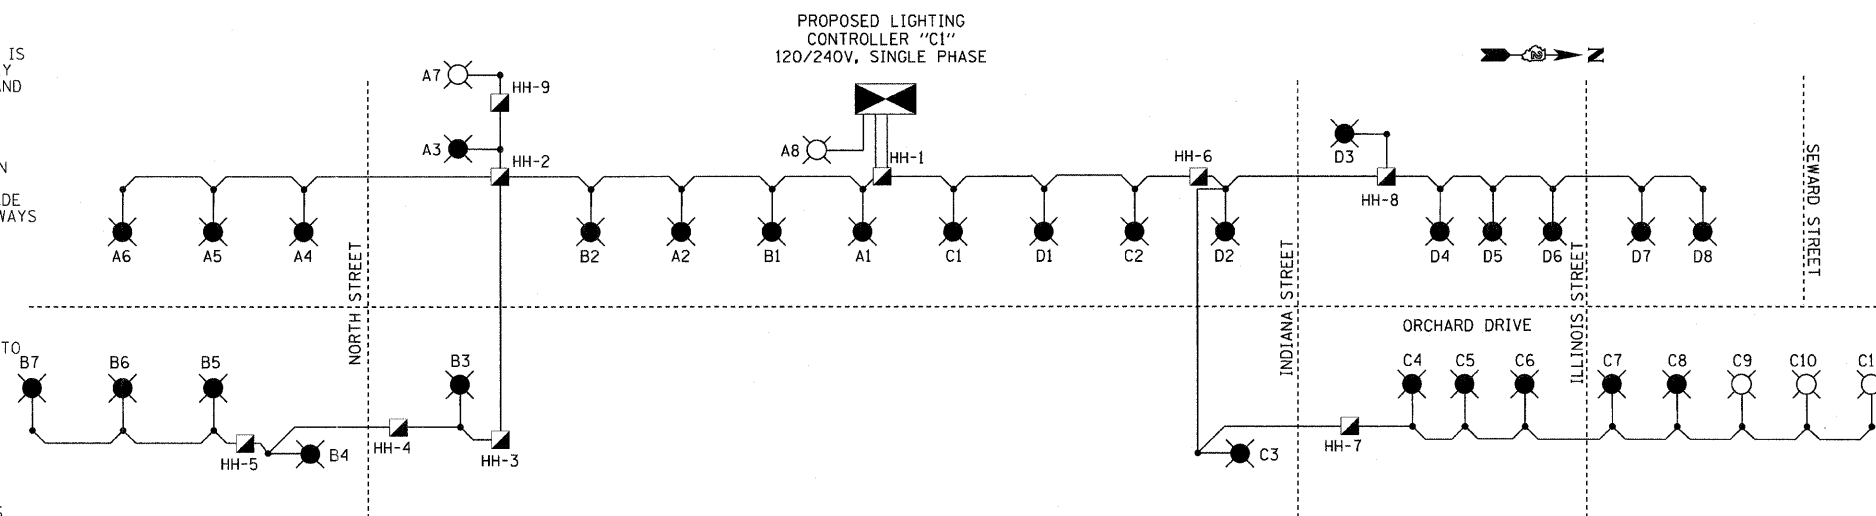 PROPOSED LIGHTING
CONTROLLER "C1"
120/240V, SINGLE PHASE
IS
Y
AND
N
DE
WAYS
TO
S
A7
HH-9
A3
HH-2
A8
HH-1
HH-6
D3
HH-8
N
SEWARD STREET
A6
A5
A4
B2
A2
B1
A1
C1
D1
C2
D2
D4
D5
D6
D7
D8
NORTH STREET
INDIANA STREET
ILLINOIS STREET
ORCHARD DRIVE
B7
B6
B5
B3
C4
C5
C6
C7
C8
C9
C10
C1
HH-5
B4
HH-4
HH-3
C3
HH-7